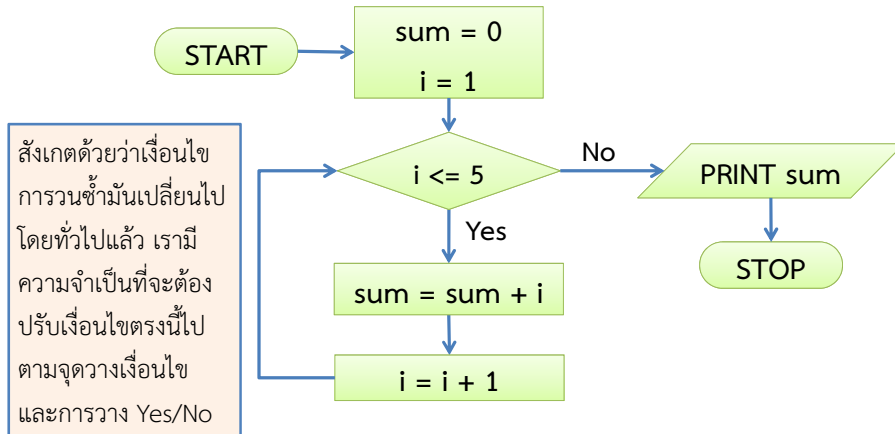 START
sum = 0
i = 1
i <= 5
No
PRINT sum
STOP
Yes
sum = sum + i
i = i + 1
สังเกตด้วยว่าเงื่อนไข
การวนซ้ำมันเปลี่ยนไป
โดยทั่วไปแล้ว เรามี
ความจำเป็นที่จะต้อง
ปรับเงื่อนไขตรงนี้ไป
ตามจุดวางเงื่อนไข
และการวาง Yes/No